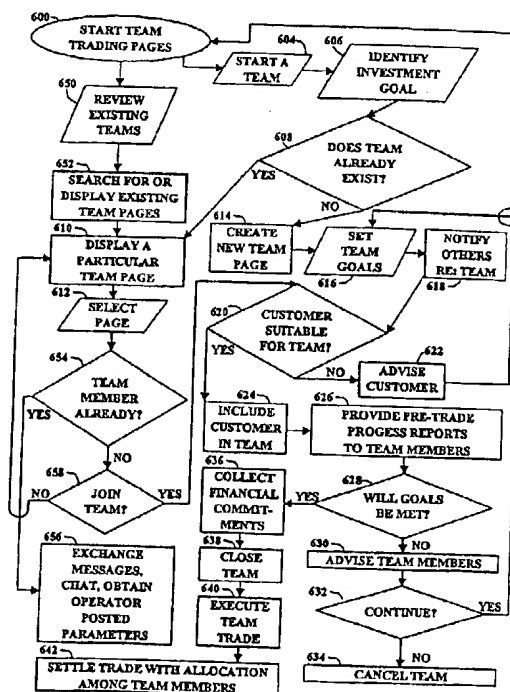 600
START TEAM
TRADING PAGES
604
START A
TEAM
606
IDENTIFY
INVESTMENT
GOAL
650
REVIEW
EXISTING
TEAMS
608
DOES TEAM
ALREADY
EXIST?
YES
NO
652
SEARCH FOR OR
DISPLAY EXISTING
TEAM PAGES
610
DISPLAY A
PARTICULAR
TEAM PAGE
612
SELECT
PAGE
614
CREATE
NEW TEAM
PAGE
SET
TEAM
GOALS
616
NOTIFY
OTHERS
RE: TEAM
618
620
CUSTOMER
SUITABLE
FOR TEAM?
YES
NO
622
ADVISE
CUSTOMER
654
TEAM
MEMBER
ALREADY?
YES
NO
624
INCLUDE
CUSTOMER
IN TEAM
626
PROVIDE PRE-TRADE
PROGESS REPORTS
TO TEAM MEMBERS
658
JOIN
TEAM?
NO
YES
636
COLLECT
FINANCIAL
COMMIT-
MENTS
628
WILL GOALS
BE MET?
YES
NO
656
EXCHANGE
MESSAGES,
CHAT, OBTAIN
OPERATOR
POSTED
PARAMETERS
638
CLOSE
TEAM
630
ADVISE TEAM MEMBERS
640
EXECUTE
TEAM
TRADE
632
CONTINUE?
YES
NO
642
SETTLE TRADE WITH ALLOCATION
AMONG TEAM MEMBERS
634
CANCEL TEAM